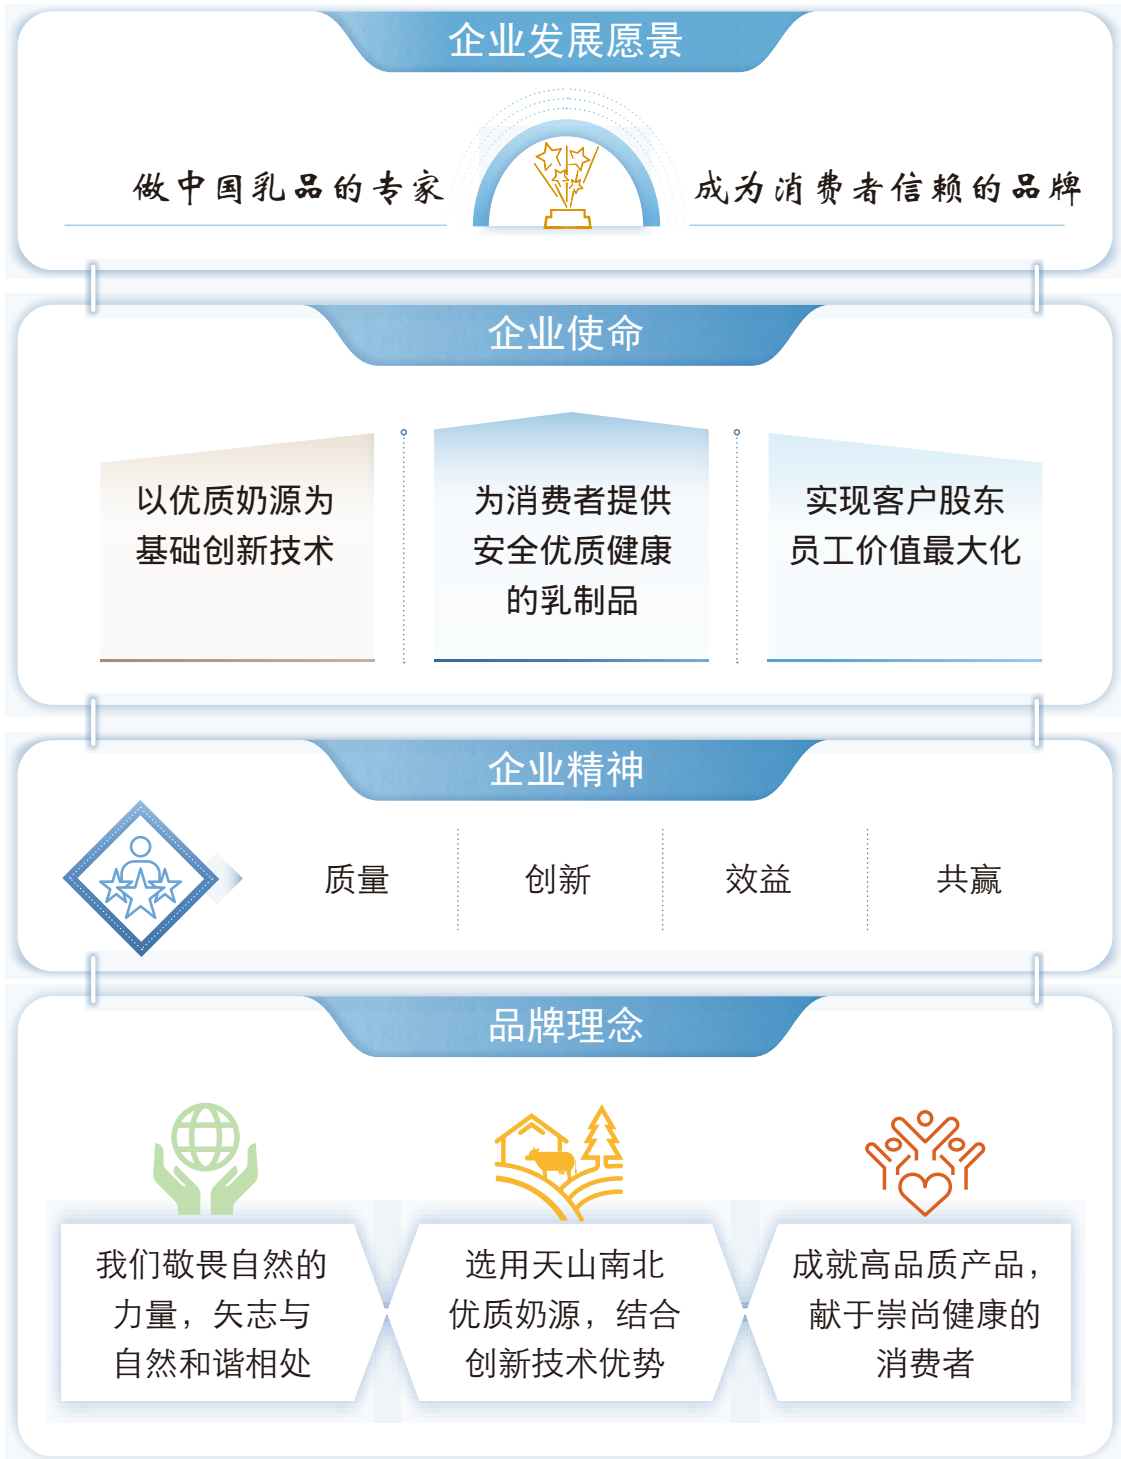 企业发展愿景
做中国乳品的专家
成为消费者信赖的品牌
企业使命
以优质奶源为
基础创新技术
为消费者提供
安全优质健康
的乳制品
实现客户股东
员工价值最大化
企业精神
质量
创新
效益
共赢
品牌理念
我们敬畏自然的
力量，矢志与
自然和谐相处
选用天山南北
优质奶源，结合
创新技术优势
成就高品质产品，
献于崇尚健康的
消费者